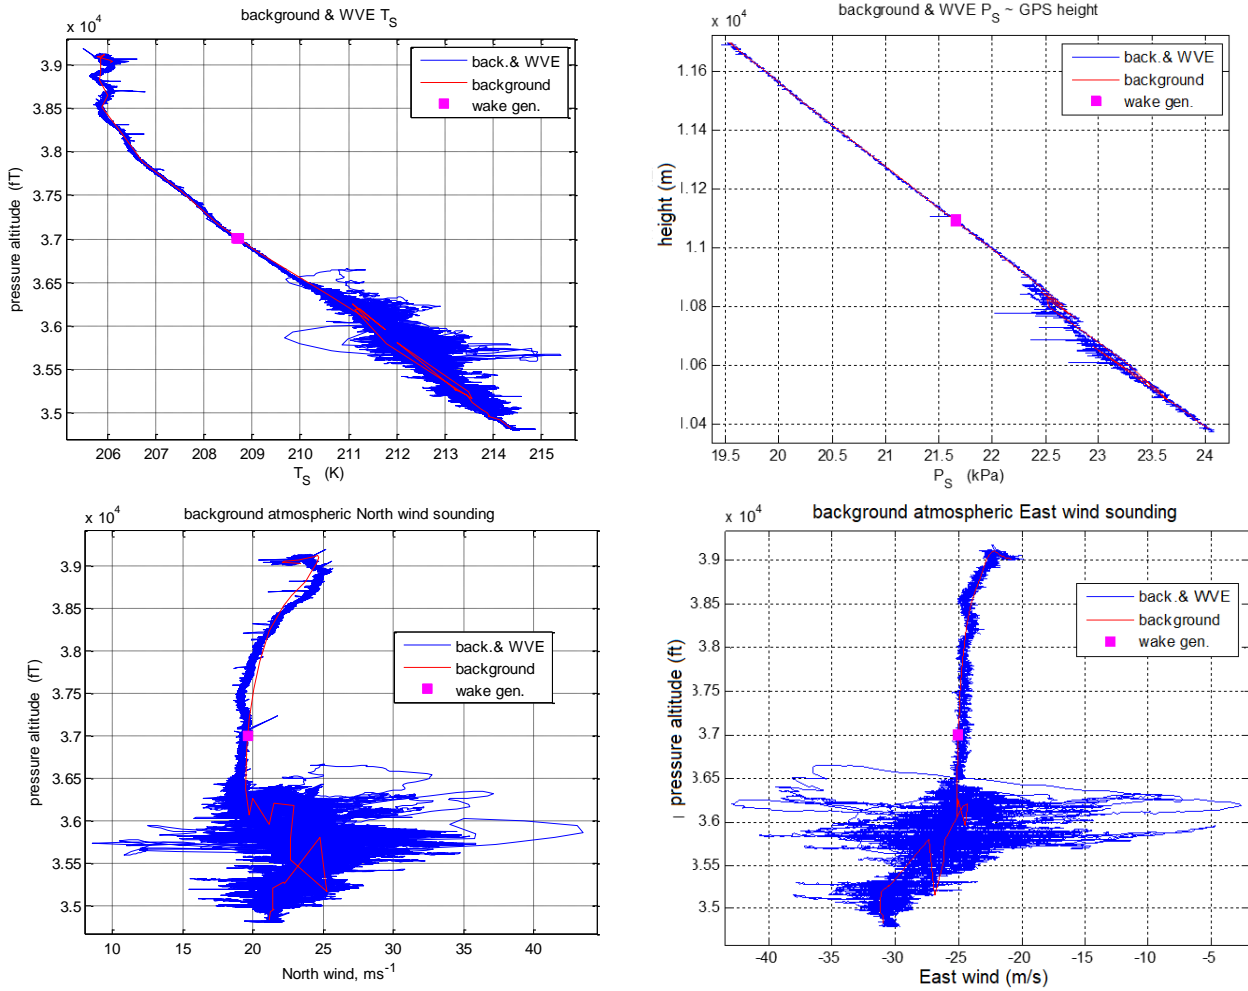 background & WVE T_S
x 10^4
3.9
3.85
3.8
3.75
3.7
3.65
3.6
3.55
3.5
pressure altitude (fT)
back.& WVE
background
wake gen.
206 207 208 209 210 211 212 213 214 215
T_S (K)
background & WVE P_S ~ GPS height
x 10^4
1.16
1.14
1.12
1.1
1.08
1.06
1.04
height (m)
back.& WVE
background
wake gen.
19.5 20 20.5 21 21.5 22 22.5 23 23.5 24
P_S (kPa)
background atmospheric North wind sounding
x 10^4
3.9
3.85
3.8
3.75
3.7
3.65
3.6
3.55
3.5
pressure altitude (fT)
back.& WVE
background
wake gen.
10 15 20 25 30 35 40
North wind, ms^-1
background atmospheric East wind sounding
x 10^4
3.9
3.85
3.8
3.75
3.7
3.65
3.6
3.55
3.5
pressure altitude (ft)
back.& WVE
background
wake gen.
-40 -35 -30 -25 -20 -15 -10 -5
East wind (m/s)